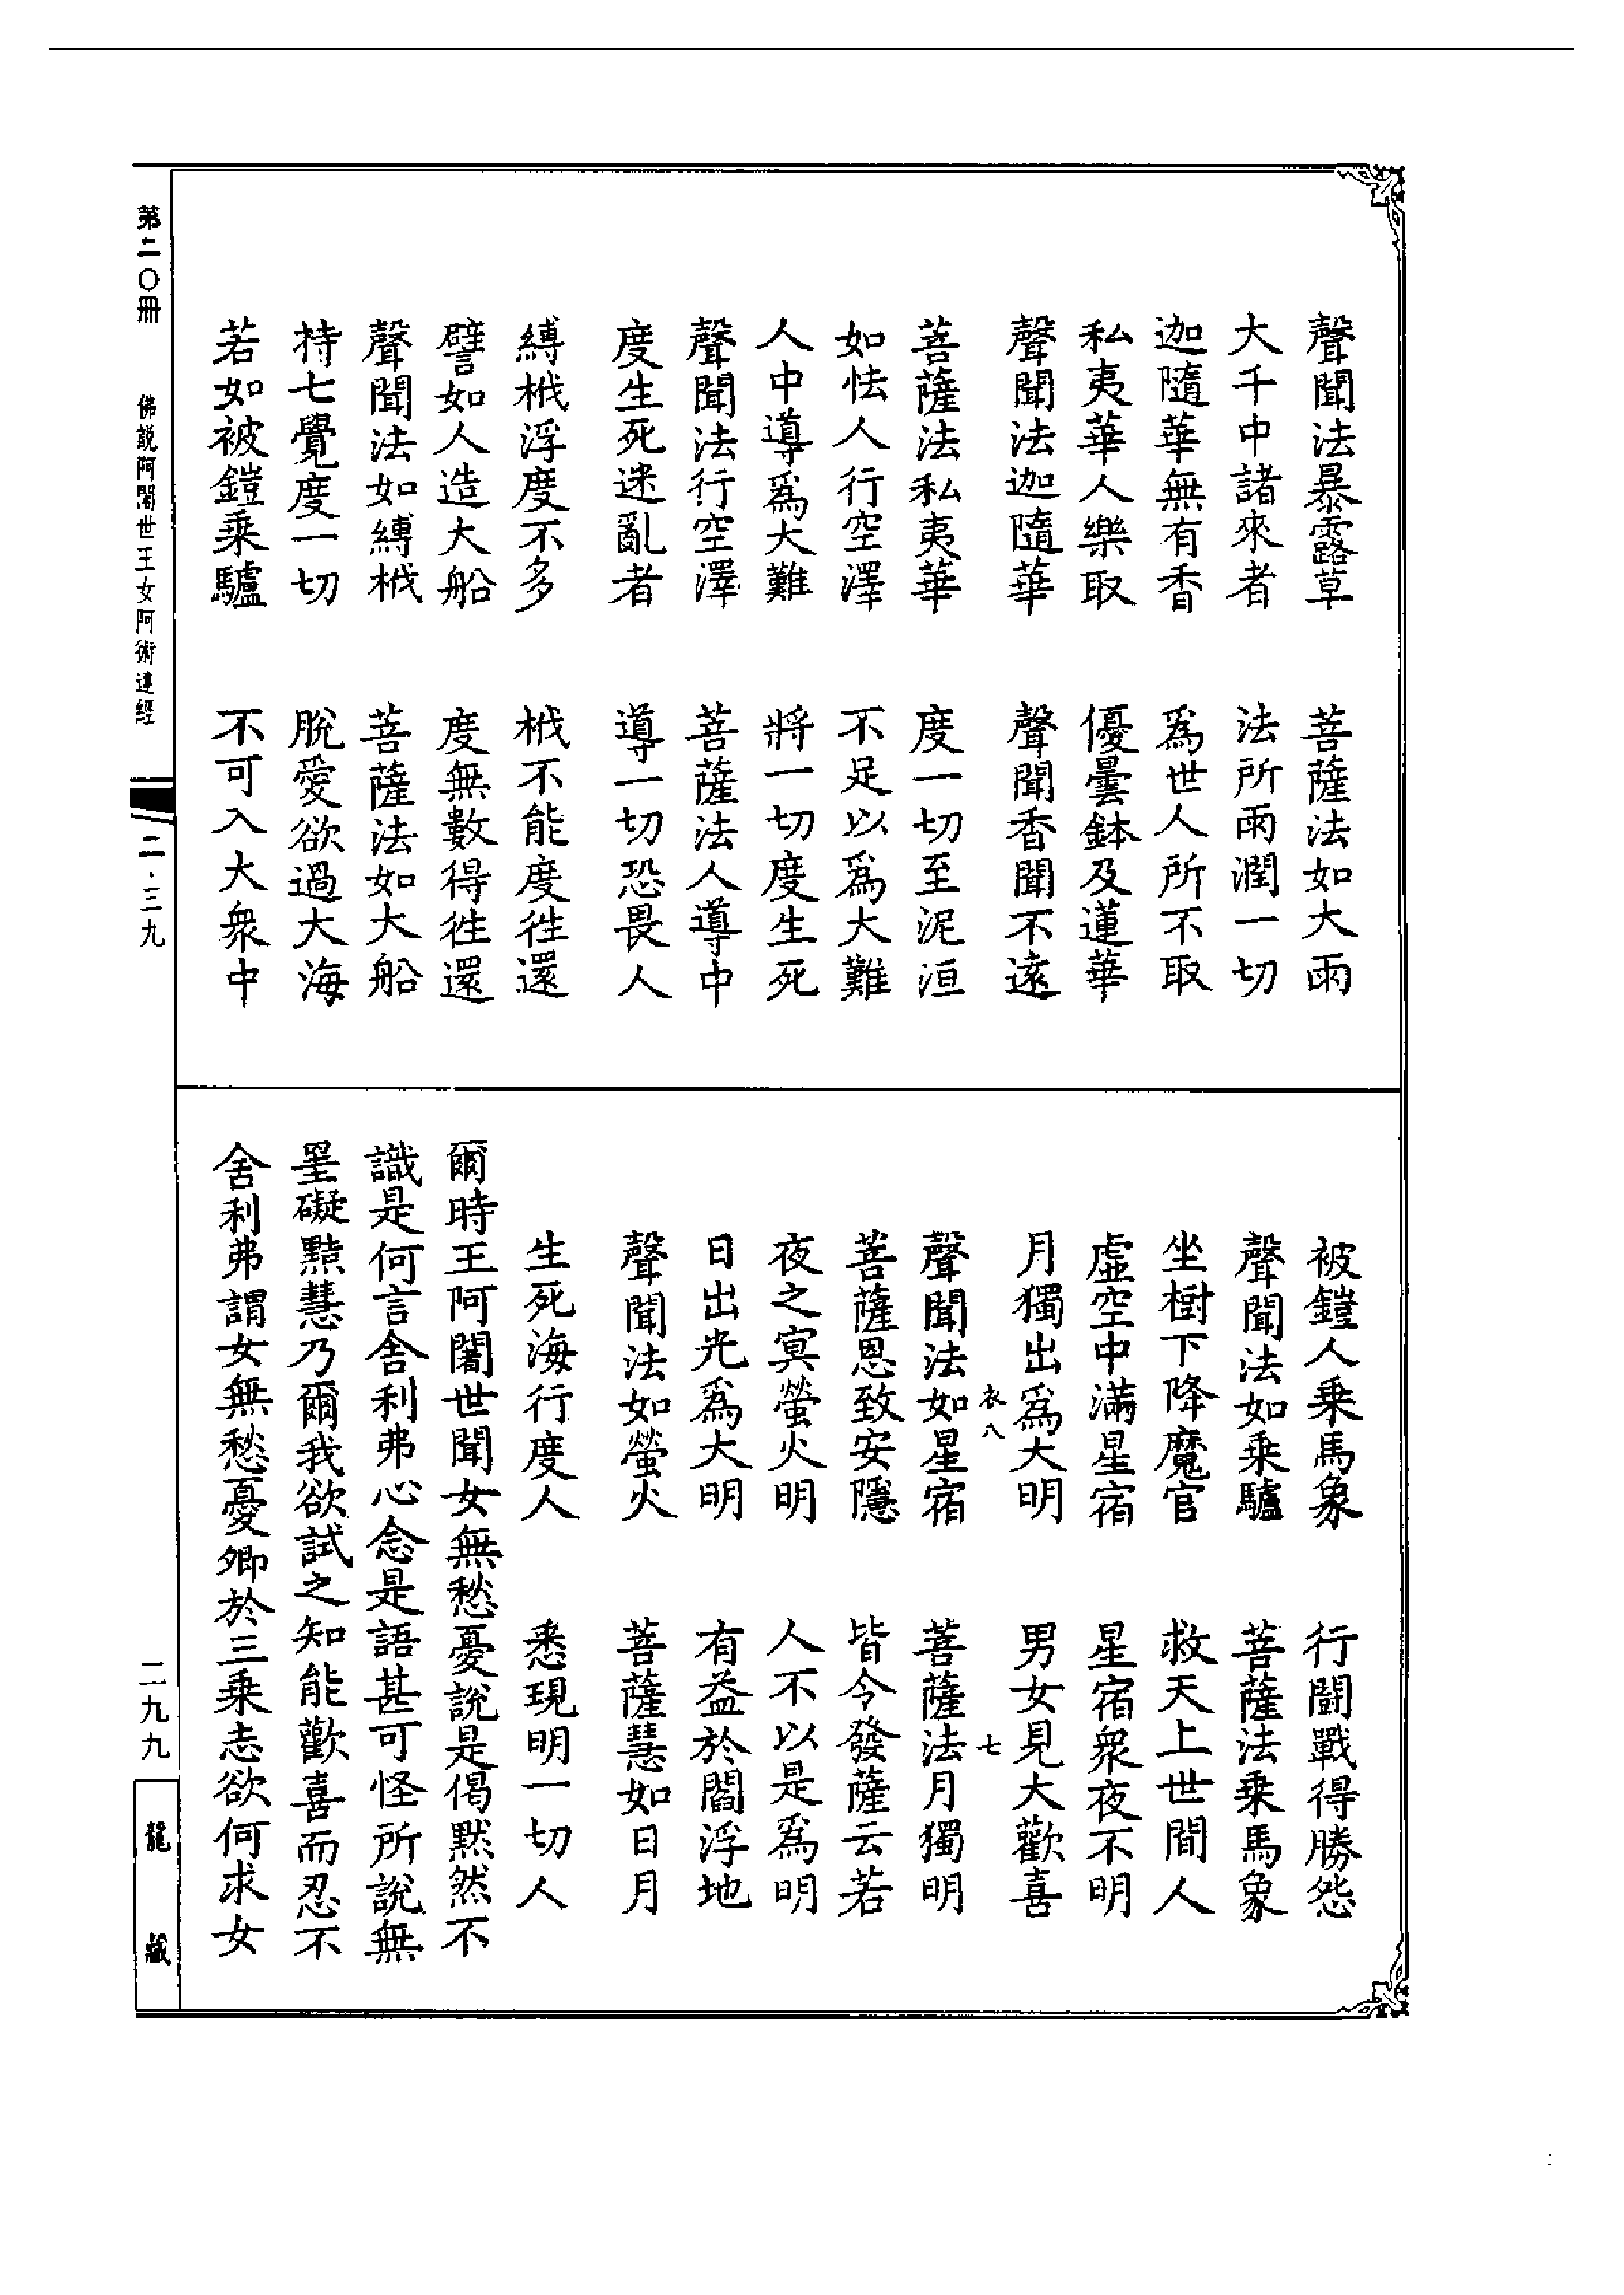 聲聞法暴露草　菩薩法如大雨
大千中諸來者　法所雨潤一切
迦隨華無有香　爲世人所不取
私夷華人樂取　優曇鉢及蓮華
聲聞法迦隨華　聲聞香聞不遠
菩薩法私夷華　度一切至泥洹
如怯人行空澤　不足以爲大難
人中導爲大難　將一切度生死
聲聞法行空澤　菩薩法人導中
度生死迷亂者　導一切恐畏人
縛栰浮度不多　栰不能度徃還
譬如人造大船　度無數得徃還
聲聞法如縛栰　菩薩法如大船
持七覺度一切　脫愛欲過大海
若如被鎧乘驢　不可入大衆中
被鎧人乘馬象　行鬪戰得勝怨
聲聞法如乘驢　菩薩法乘馬象
坐樹下降魔官　救天上世間人
虛空中滿星宿　星宿衆夜不明
月獨出爲大明　男女見大歡喜
衣八　七
聲聞法如星宿　菩薩法月獨明
菩薩恩致安隱　皆令發薩云若
夜之冥螢火明　人不以是爲明
日出光爲大明　有益於閻浮地
聲聞法如螢火　菩薩慧如日月
生死海行度人　悉現明一切人
爾時王阿闍世聞女無愁憂說是偈黙然不
識是何言舍利弗心念是語甚可怪所說無
罣礙黠慧乃爾我欲試之知能歡喜而忍不
舍利弗謂女無愁憂卿於三乘志欲何求女
第二〇冊　佛説阿闍世王女阿術達經　二·三九　二九九　龍藏